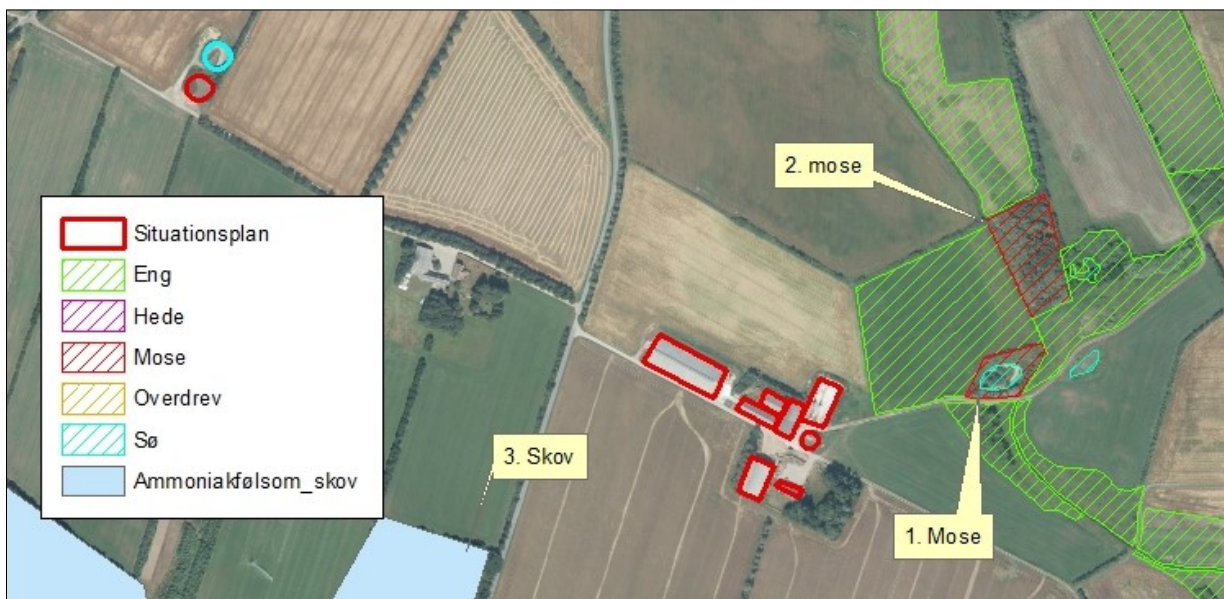 2. mose
Situationsplan
Eng
Hede
Mose
Overdrev
Sø
Ammoniakfølsom_skov
3. Skov
1. Mose